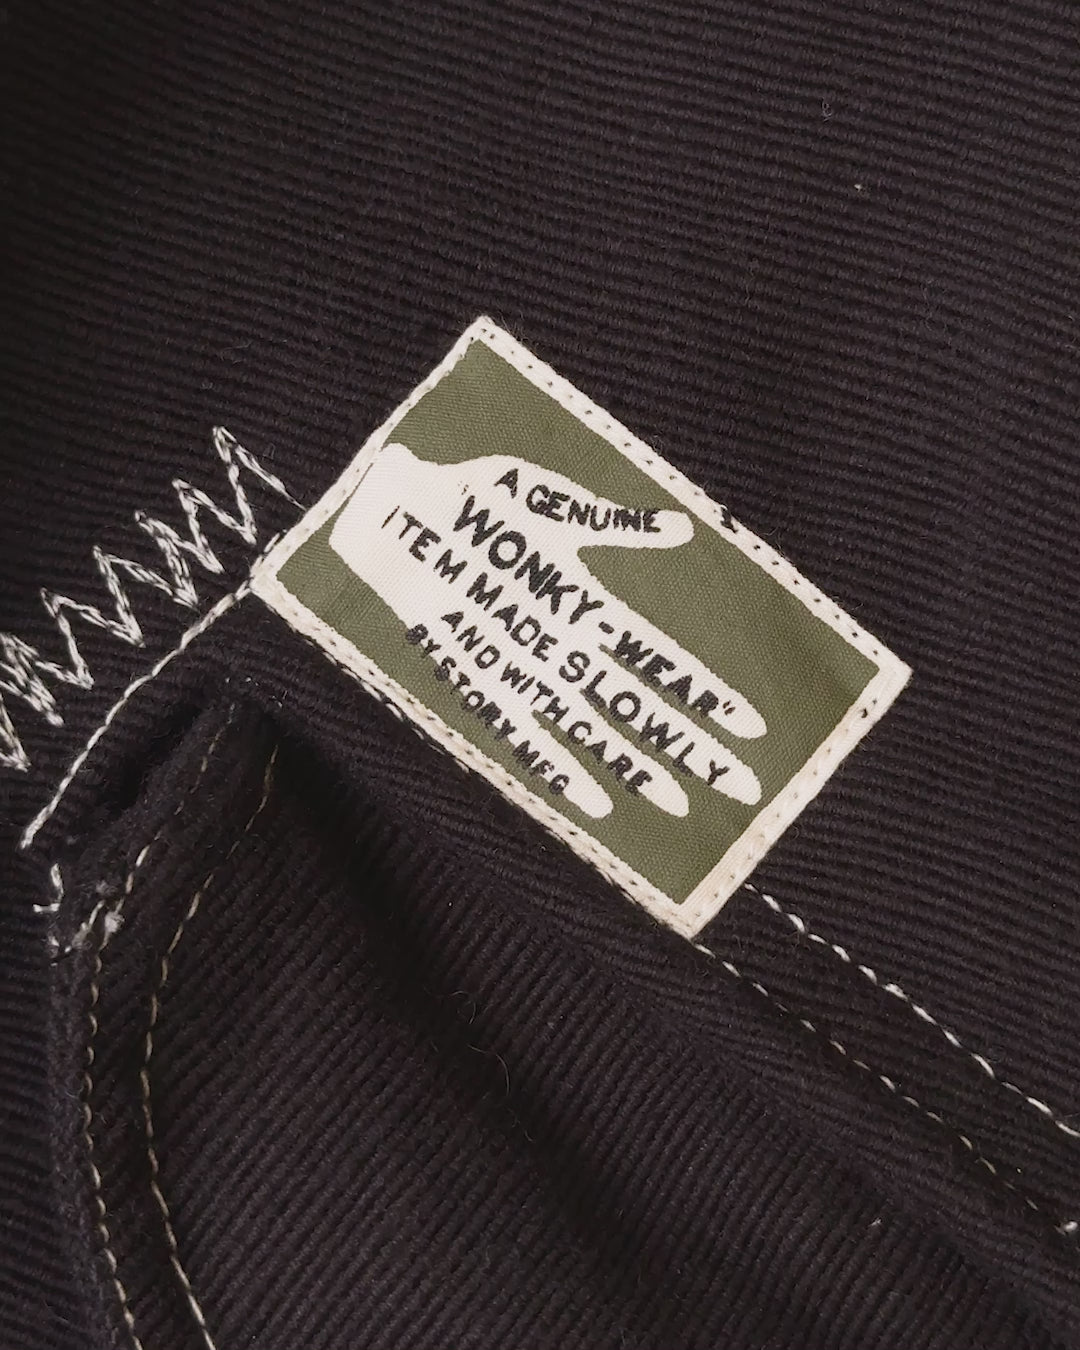 A GENUINE
WONKY-WEAR"
ITEM MADE SLOWLY
AND WITH CARE
BY STORY MFG